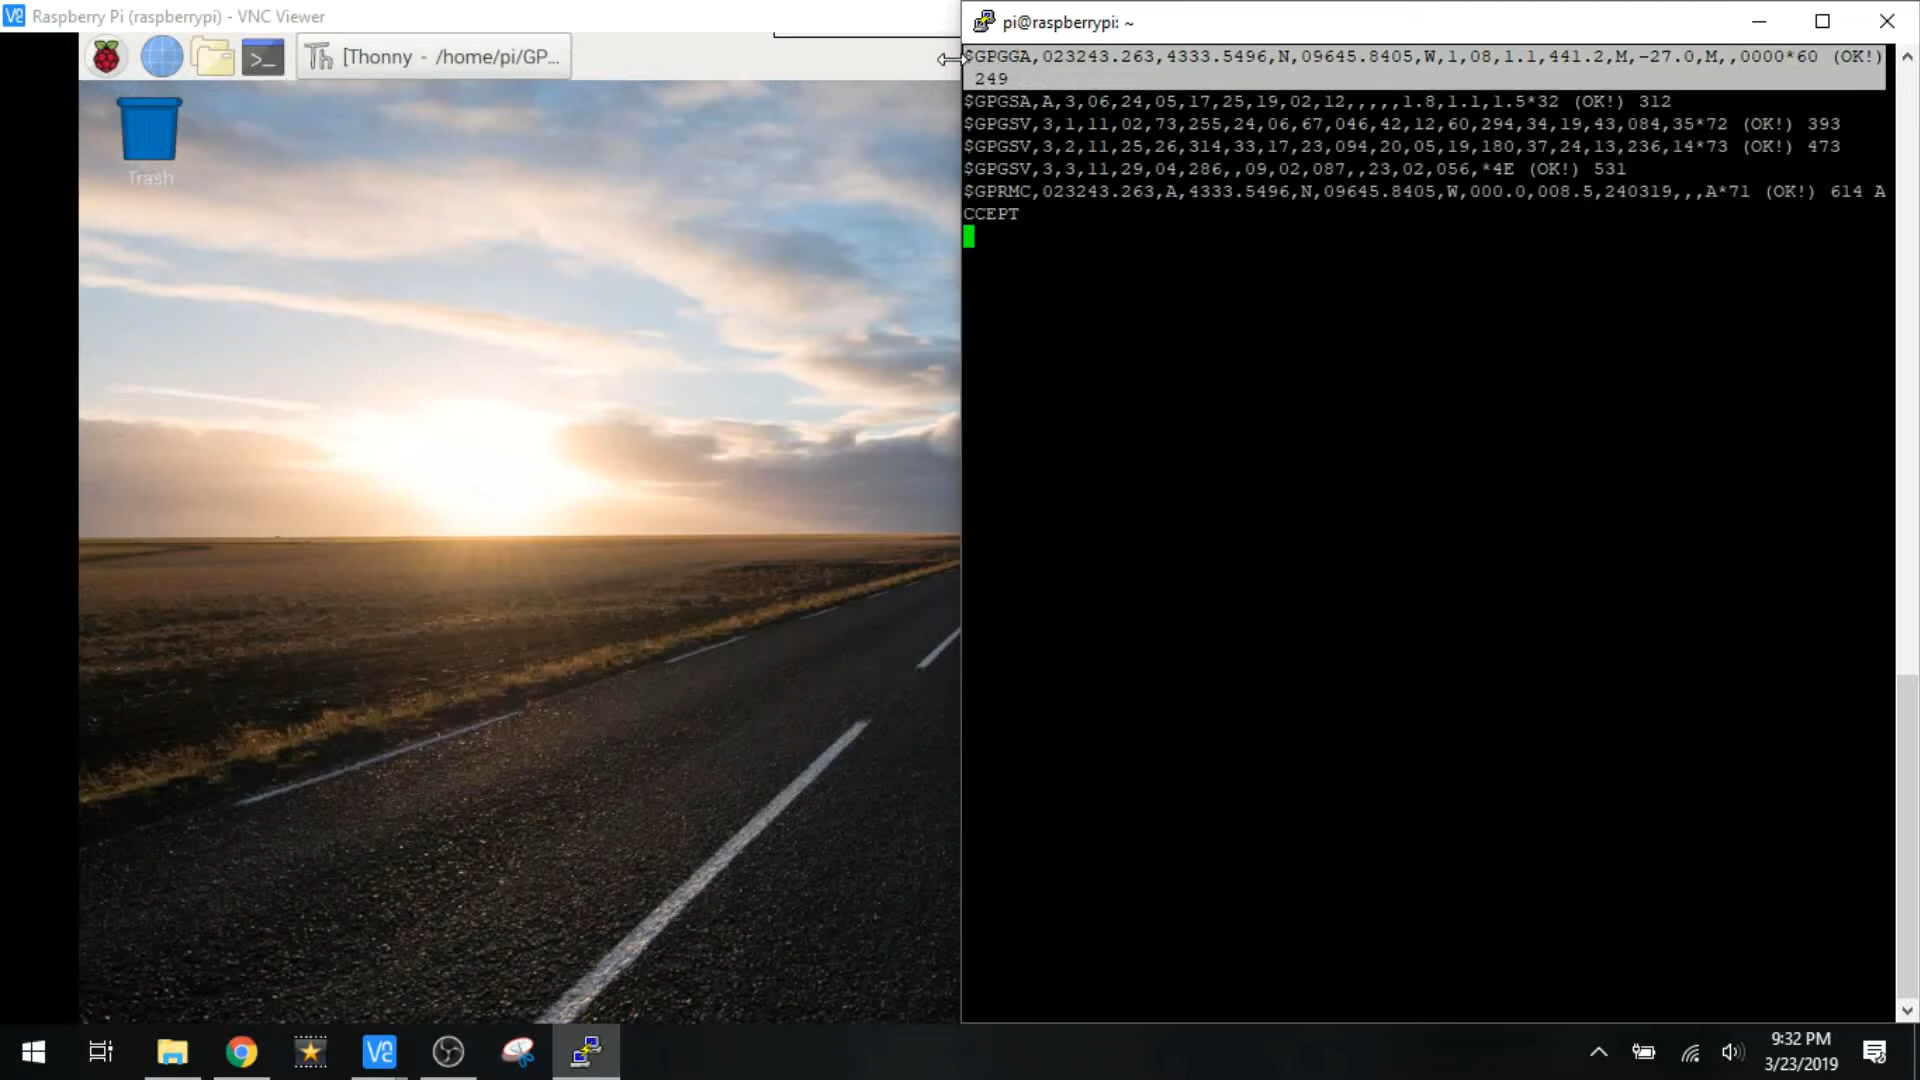 Raspberry Pi (raspberrypi) - VNC Viewer
[Thonny - /home/pi/GP...
Trash
pi@raspberrypi: ~
$GPGGA,023243.263,4333.5496,N,09645.8405,W,1,08,1.1,441.2,M,-27.0,M,,0000*60 (OK!)
249
$GPGSA,A,3,06,24,05,17,25,19,02,12,,,,,1.8,1.1,1.5*32 (OK!) 312
$GPGSV,3,1,11,02,73,255,24,06,67,046,42,12,60,294,34,19,43,084,35*72 (OK!) 393
$GPGSV,3,2,11,25,26,314,33,17,23,094,20,05,19,180,37,24,13,236,14*73 (OK!) 473
$GPGSV,3,3,11,29,04,286,,09,02,087,,23,02,056,*4E (OK!) 531
$GPRMC,023243.263,A,4333.5496,N,09645.8405,W,000.0,008.5,240319,,,A*71 (OK!) 614 A
CCEPT
9:32 PM
3/23/2019